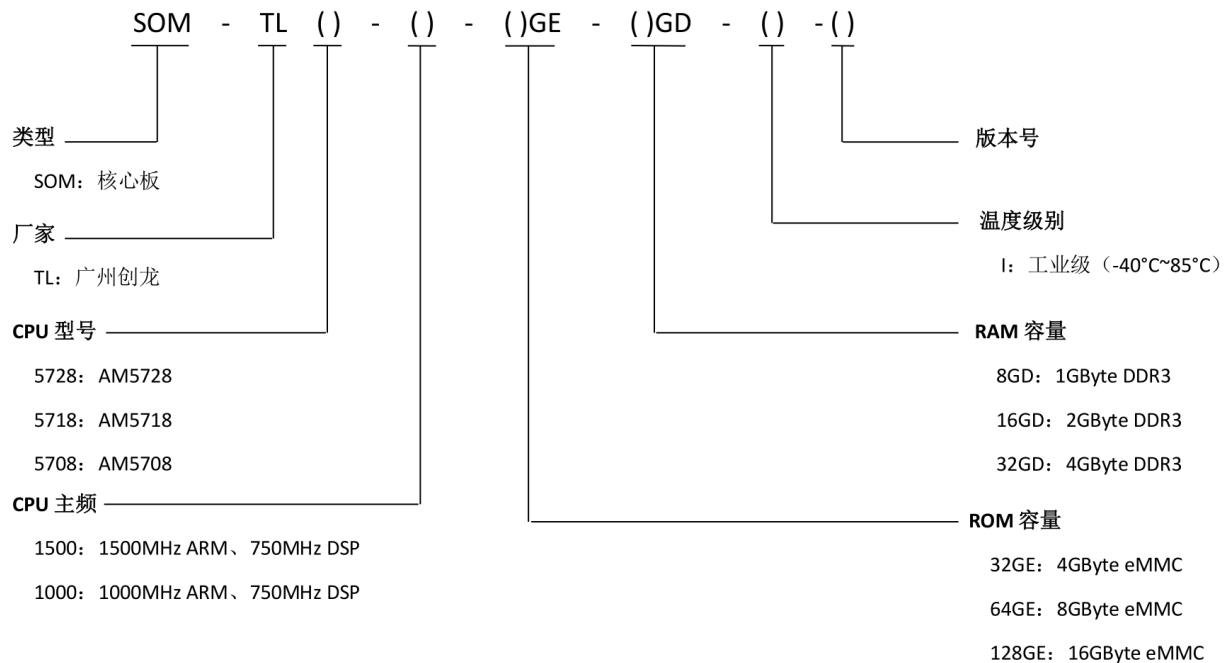 SOM - TL ( ) - ( ) - ( )GE - ( )GD - ( ) - ( )
类型
SOM：核心板
厂家
TL：广州创龙
CPU 型号
5728：AM5728
5718：AM5718
5708：AM5708
CPU 主频
1500：1500MHz ARM、750MHz DSP
1000：1000MHz ARM、750MHz DSP
版本号
温度级别
I：工业级（-40°C~85°C）
RAM 容量
8GD：1GByte DDR3
16GD：2GByte DDR3
32GD：4GByte DDR3
ROM 容量
32GE：4GByte eMMC
64GE：8GByte eMMC
128GE：16GByte eMMC